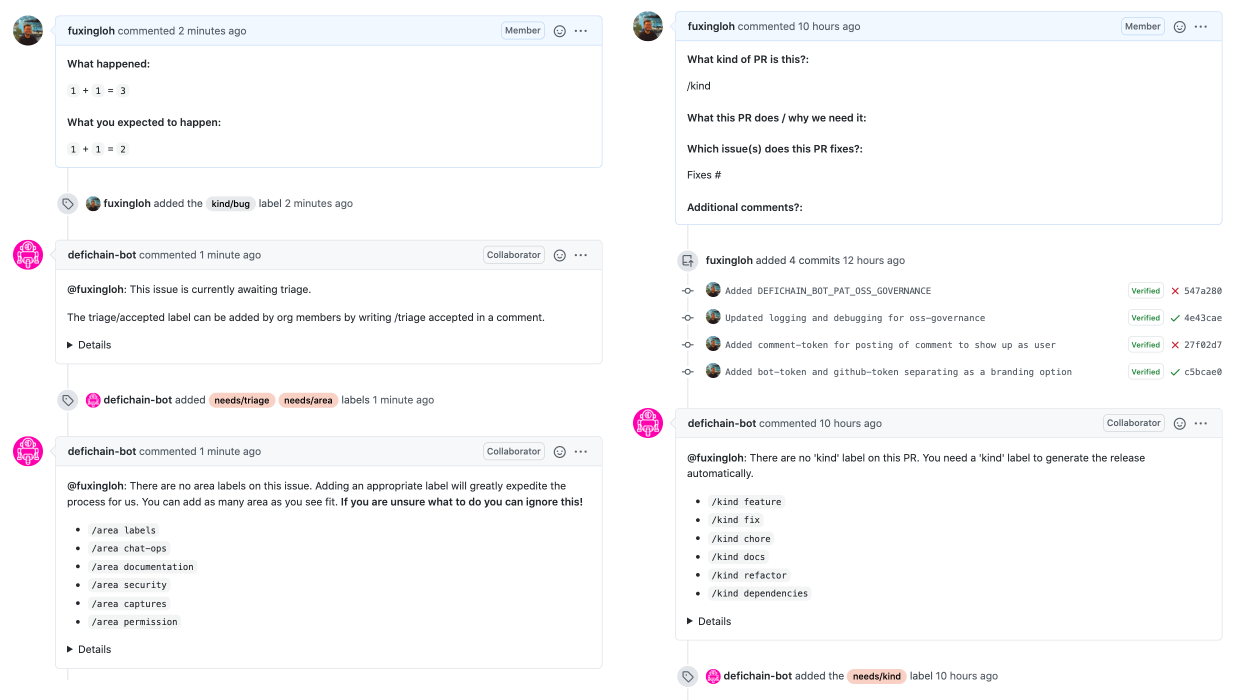 fuxingloh commented 2 minutes ago Member
What happened:
1 + 1 = 3
What you expected to happen:
1 + 1 = 2
fuxingloh added the kind/bug label 2 minutes ago
defichain-bot commented 1 minute ago Collaborator
@fuxingloh: This issue is currently awaiting triage.
The triage/accepted label can be added by org members by writing /triage accepted in a comment.
Details
defichain-bot added needs/triage needs/area labels 1 minute ago
defichain-bot commented 1 minute ago Collaborator
@fuxingloh: There are no area labels on this issue. Adding an appropriate label will greatly expedite the
process for us. You can add as many area as you see fit. If you are unsure what to do you can ignore this!
/area labels
/area chat-ops
/area documentation
/area security
/area captures
/area permission
Details
fuxingloh commented 10 hours ago Member
What kind of PR is this?:
/kind
What this PR does / why we need it:
Which issue(s) does this PR fixes?:
Fixes #
Additional comments?:
fuxingloh added 4 commits 12 hours ago
Added DEFICHAIN_BOT_PAT_OSS_GOVERNANCE Verified 547a280
Updated logging and debugging for oss-governance Verified 4e43cae
Added comment-token for posting of comment to show up as user Verified 27f02d7
Added bot-token and github-token separating as a branding option Verified c5bcae0
defichain-bot commented 10 hours ago Collaborator
@fuxingloh: There are no 'kind' label on this PR. You need a 'kind' label to generate the release
automatically.
/kind feature
/kind fix
/kind chore
/kind docs
/kind refactor
/kind dependencies
Details
defichain-bot added the needs/kind label 10 hours ago